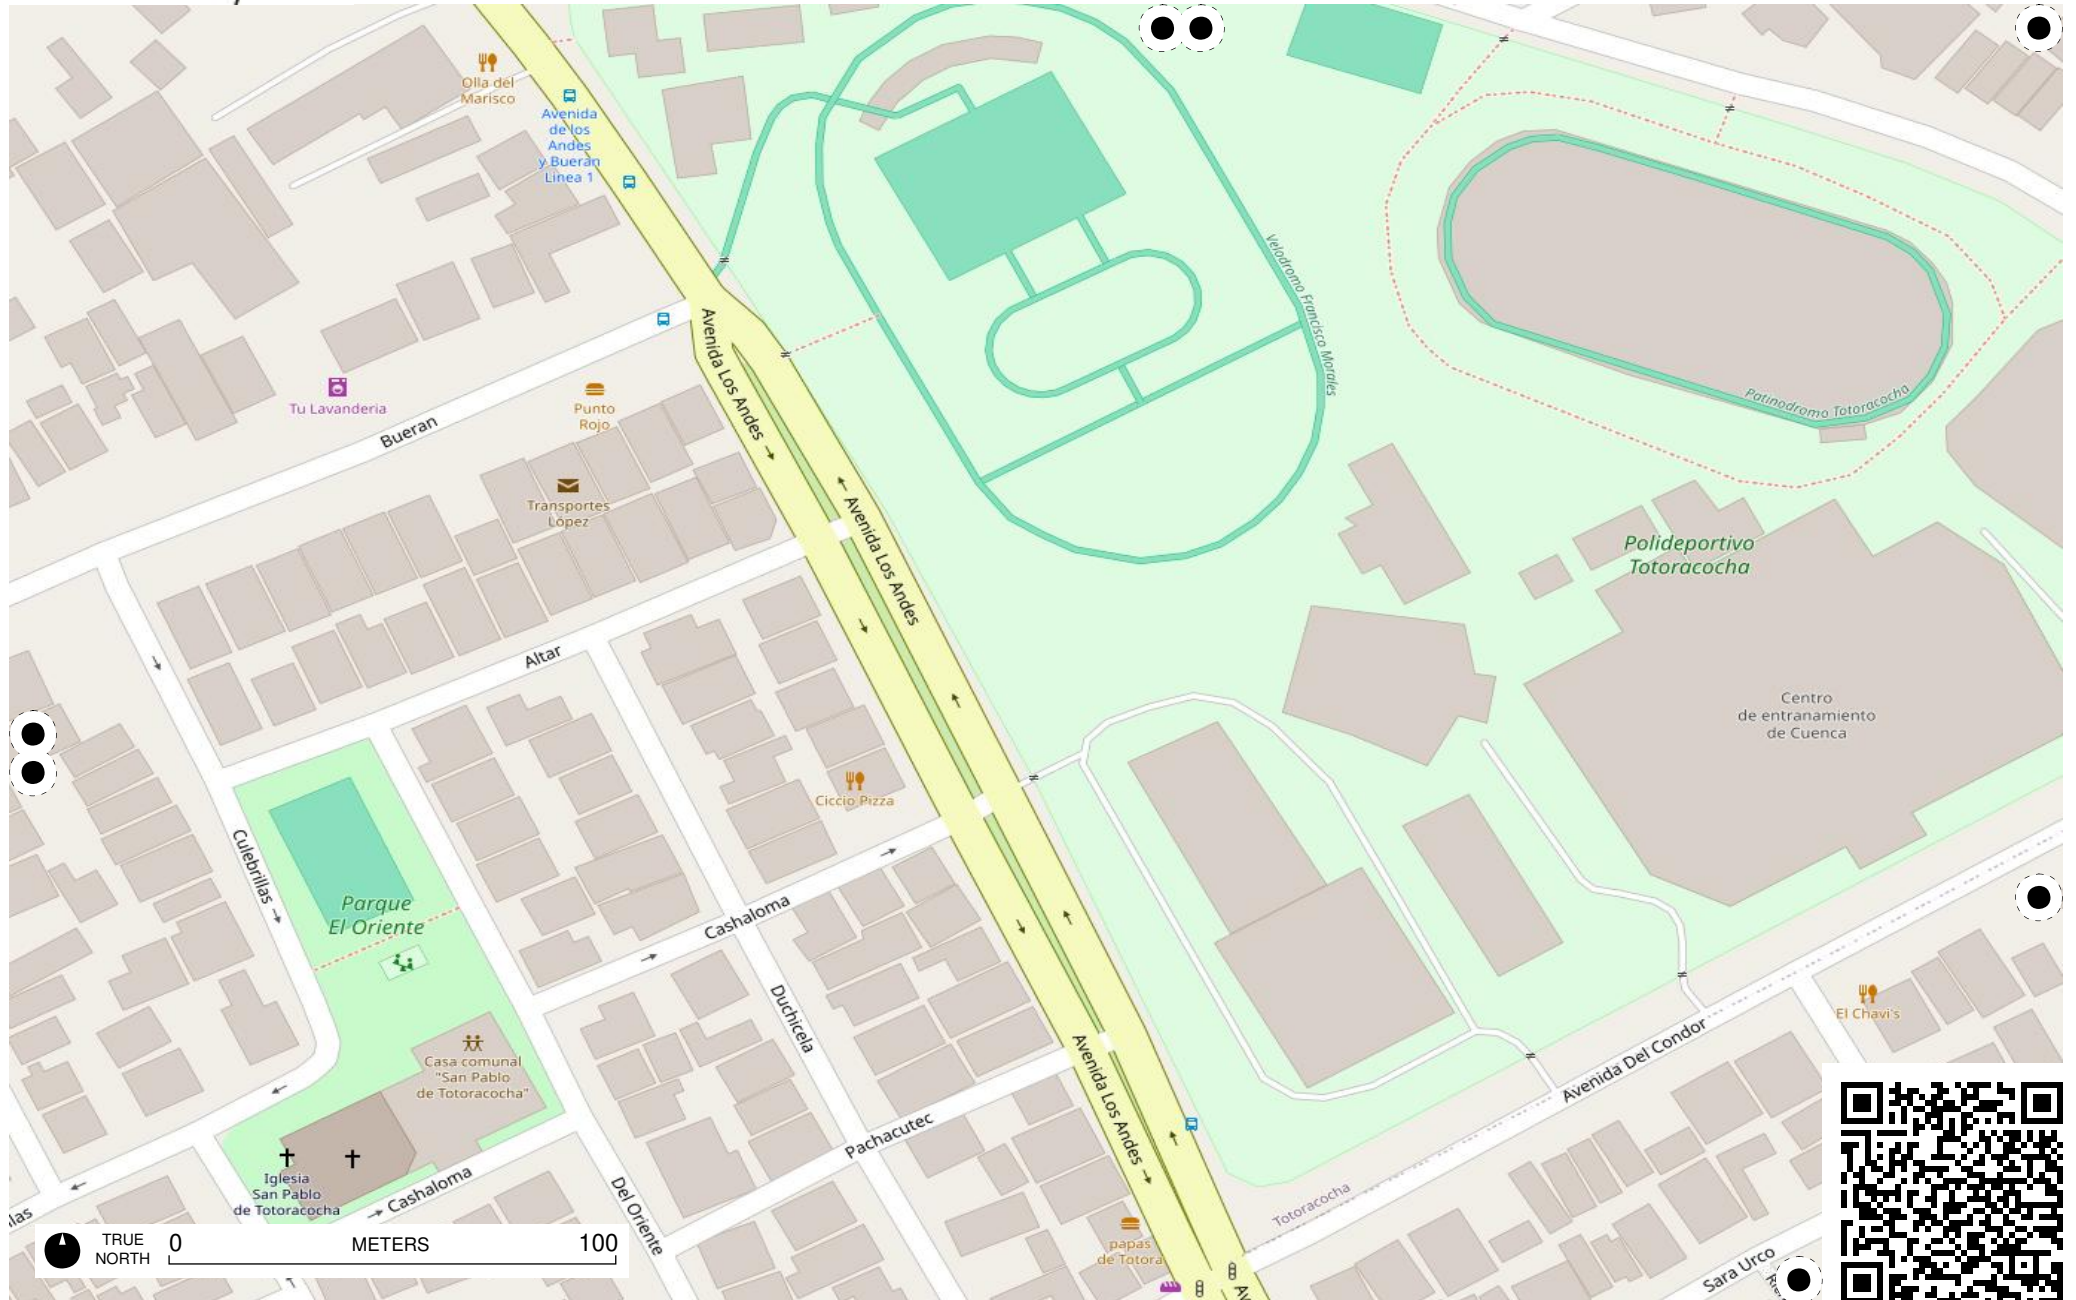 Olla del
Marisco
Avenida
de los
Andes
y Bueran
Linea 1
Velodromo Francisco Morales
Avenida Los Andes
Tu Lavanderia
Punto
Rojo
Bueran
Patinodromo Totoracocha
Transportes
López
Avenida Los Andes
Polideportivo
Totoracocha
Altar
Centro
de entranamiento
de Cuenca
Ciccio Pizza
Culebrillas
Parque
El Oriente
Cashaloma
Duchicela
El Chavi's
Casa comunal
"San Pablo
de Totoracocha"
Avenida Los Andes
Avenida Del Condor
Pachacutec
Iglesia
San Pablo
de Totoracocha
Cashaloma
Del Oriente
Totoracocha
papas
de Totora
Sara Urco
TRUE
NORTH
0 METERS 100